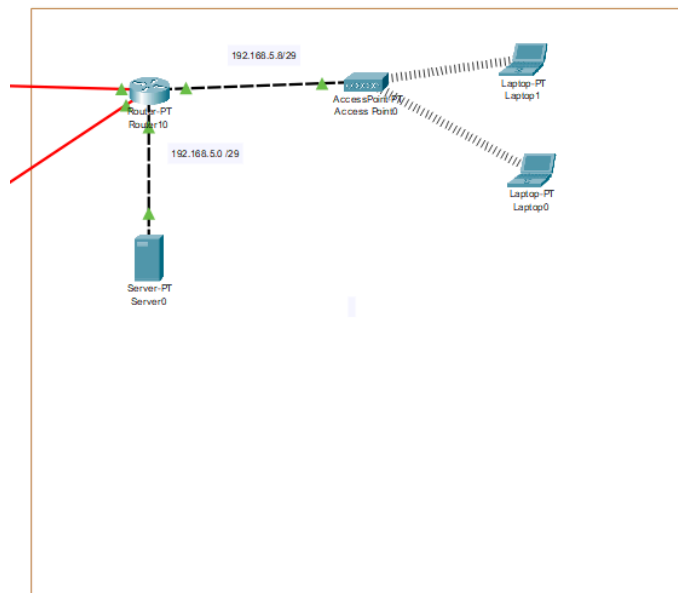 192.168.5.8/29
Laptop-PT
Laptop1
AccessPoint-PT
Access Point0
Router-PT
Router10
192.168.5.0 /29
Laptop-PT
Laptop0
Server-PT
Server0